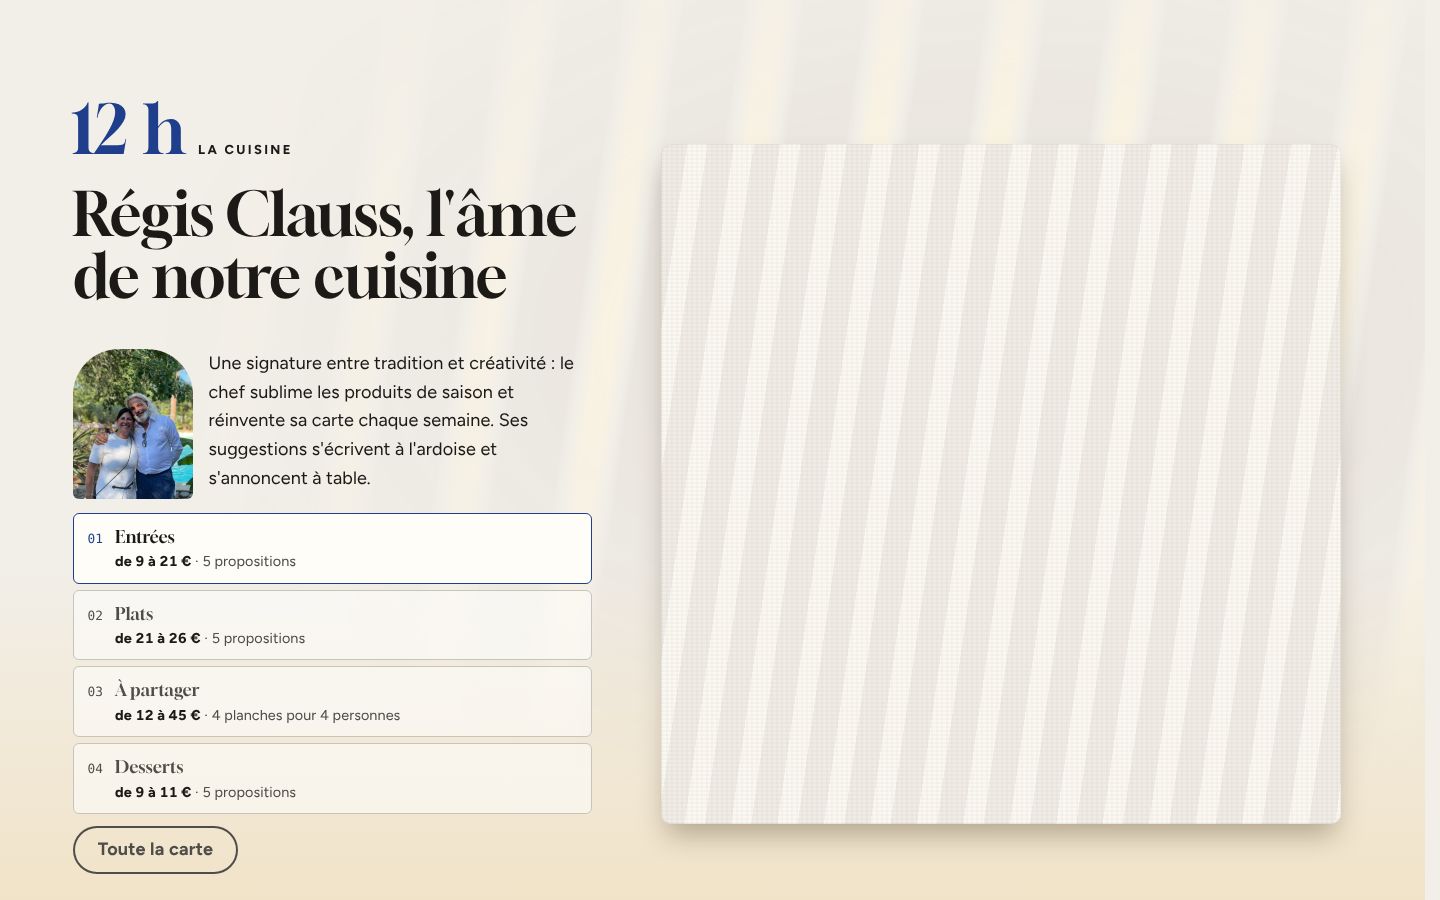 12 h LA CUISINE
Régis Clauss, l'âme
de notre cuisine
Une signature entre tradition et créativité : le
chef sublime les produits de saison et
réinvente sa carte chaque semaine. Ses
suggestions s'écrivent à l'ardoise et
s'annoncent à table.
01 Entrées
de 9 à 21 € · 5 propositions
02 Plats
de 21 à 26 € · 5 propositions
03 À partager
de 12 à 45 € · 4 planches pour 4 personnes
04 Desserts
de 9 à 11 € · 5 propositions
Toute la carte